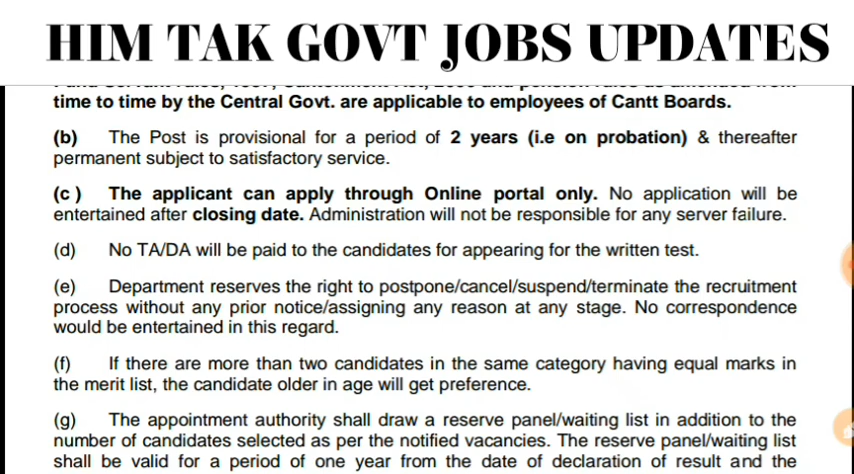 HIM TAK GOVT JOBS UPDATES
time to time by the Central Govt. are applicable to employees of Cantt Boards.
(b) The Post is provisional for a period of 2 years (i.e on probation) & thereafter
permanent subject to satisfactory service.
(c ) The applicant can apply through Online portal only. No application will be
entertained after closing date. Administration will not be responsible for any server failure.
(d) No TA/DA will be paid to the candidates for appearing for the written test.
(e) Department reserves the right to postpone/cancel/suspend/terminate the recruitment
process without any prior notice/assigning any reason at any stage. No correspondence
would be entertained in this regard.
(f) If there are more than two candidates in the same category having equal marks in
the merit list, the candidate older in age will get preference.
(g) The appointment authority shall draw a reserve panel/waiting list in addition to the
number of candidates selected as per the notified vacancies. The reserve panel/waiting list
shall be valid for a period of one year from the date of declaration of result and the